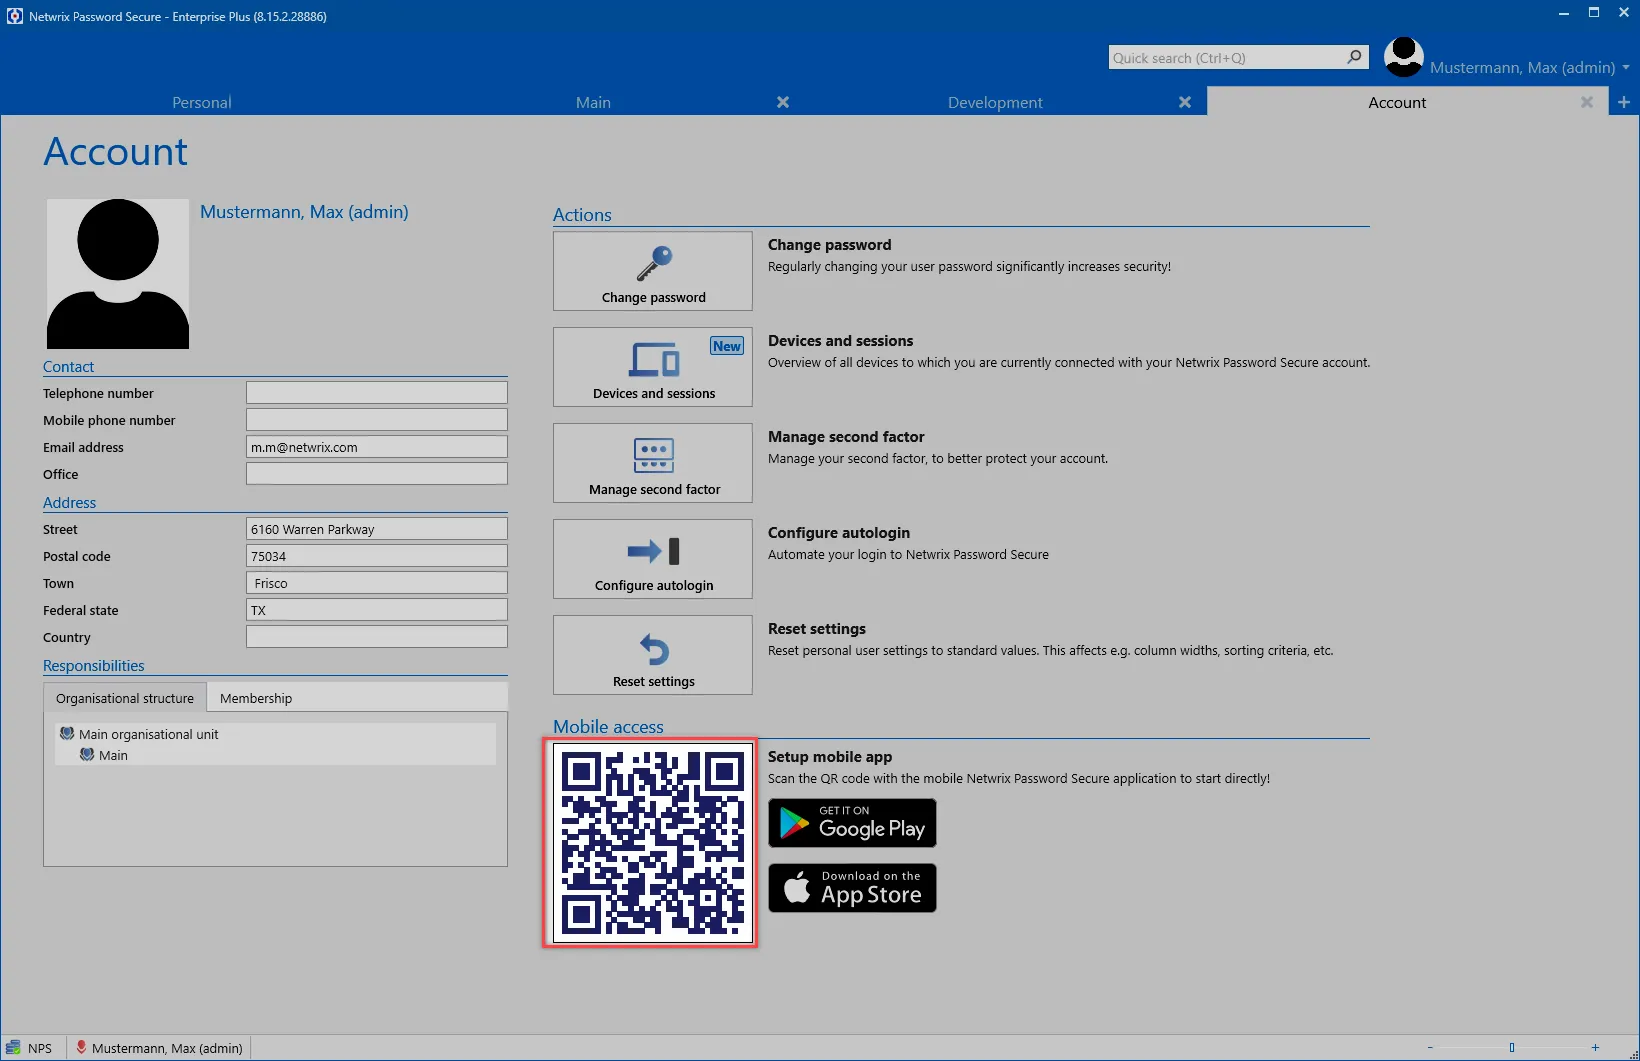 Netwrix Password Secure - Enterprise Plus (8.15.2.28886)
Quick search (Ctrl+Q)
Mustermann, Max (admin)
Personal
Main
Development
Account
Account
Mustermann, Max (admin)
Contact
Telephone number
Mobile phone number
Email address
m.m@netwrix.com
Office
Address
Street
6160 Warren Parkway
Postal code
75034
Town
Frisco
Federal state
TX
Country
Responsibilities
Organisational structure
Membership
Main organisational unit
Main
Actions
Change password
Change password
Regularly changing your user password significantly increases security!
New
Devices and sessions
Devices and sessions
Overview of all devices to which you are currently connected with your Netwrix Password Secure account.
Manage second factor
Manage second factor
Manage your second factor, to better protect your account.
Configure autologin
Configure autologin
Automate your login to Netwrix Password Secure
Reset settings
Reset settings
Reset personal user settings to standard values. This affects e.g. column widths, sorting criteria, etc.
Mobile access
Setup mobile app
Scan the QR code with the mobile Netwrix Password Secure application to start directly!
GET IT ON
Google Play
Download on the
App Store
NPS
Mustermann, Max (admin)